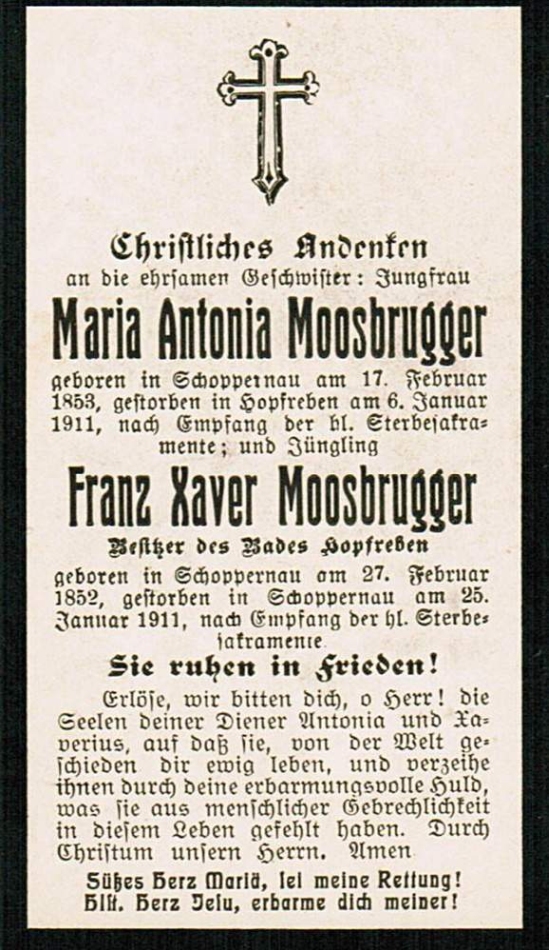 Christliches Andenken
an die ehrsamen Geschwister: Jungfrau
Maria Antonia Moosbrugger
geboren in Schoppernau am 17. Februar
1853, gestorben in Hopfreben am 6. Januar
1911, nach Empfang der hl. Sterbesakra-
mente; und Jüngling
Franz Xaver Moosbrugger
Besitzer des Bades Hopfreben
geboren in Schoppernau am 27. Februar
1852, gestorben in Schoppernau am 25.
Januar 1911, nach Empfang der hl. Sterbe-
sakramente.
Sie ruhen in Frieden!
Erlöse, wir bitten dich, o Herr! die
Seelen deiner Diener Antonia und Xa-
verius, auf daß sie, von der Welt ge-
schieden dir ewig leben, und verzeihe
ihnen durch deine erbarmungsvolle Huld,
was sie aus menschlicher Gebrechlichkeit
in diesem Leben gefehlt haben. Durch
Christum unsern Herrn. Amen
Süßes Herz Mariä, sei meine Rettung!
Hlst. Herz Jesu, erbarme dich meiner!